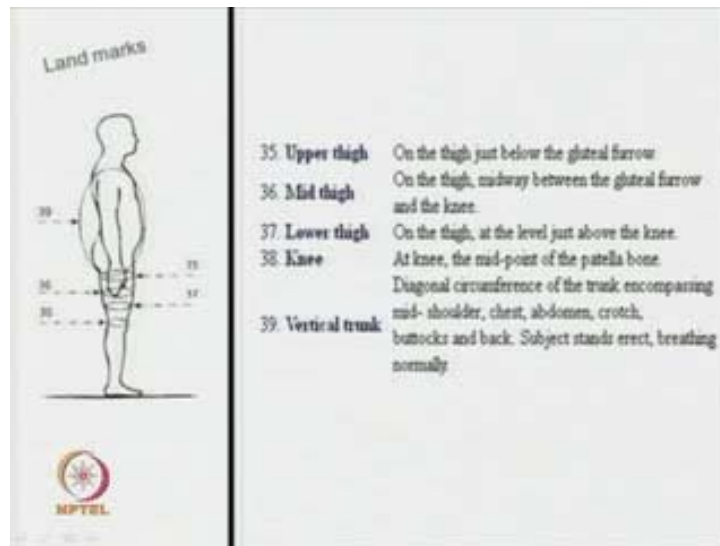 Land marks
39
35
36
37
38
35. Upper thigh On the thigh just below the gluteal furrow
36. Mid thigh On the thigh, midway between the gluteal furrow
and the knee.
37. Lower thigh On the thigh, at the level just above the knee.
38. Knee At knee, the mid-point of the patella bone.
39. Vertical trunk Diagonal circumference of the trunk encompassing
mid- shoulder, chest, abdomen, crotch,
buttocks and back. Subject stands erect, breathing
normally.
NPTEL